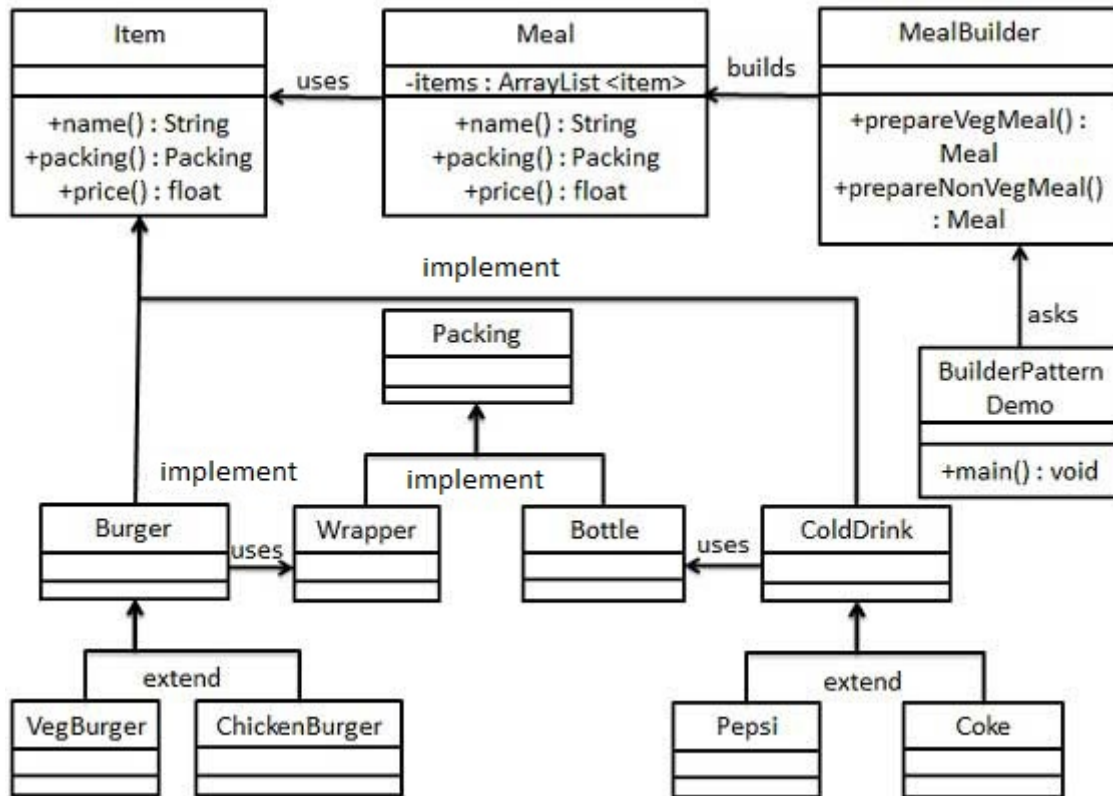 Item
+name() : String
+packing() : Packing
+price() : float
uses
Meal
-items : ArrayList <item>
+name() : String
+packing() : Packing
+price() : float
builds
MealBuilder
+prepareVegMeal() :
Meal
+prepareNonVegMeal()
: Meal
implement
asks
Packing
BuilderPattern
Demo
+main() : void
implement
implement
Burger
uses
Wrapper
Bottle
uses
ColdDrink
extend
extend
VegBurger
ChickenBurger
Pepsi
Coke